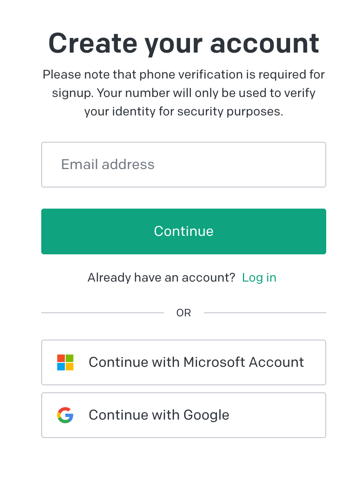 Create your account
Please note that phone verification is required for
signup. Your number will only be used to verify
your identity for security purposes.
Email address
Continue
Already have an account? Log in
OR
Continue with Microsoft Account
Continue with Google